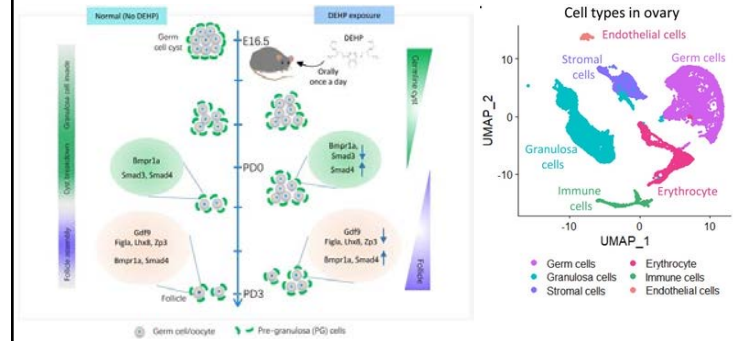 Normal (No DEHP)
DEHP exposure
Germ
cell cyst
E16.5
DEHP
Orally
once a day
Granulosa cell invade
Cyst breakdown
Follicle assembly
Germline cyst
Follicle
Bmpr1a
Smad3, Smad4
PD0
Bmpr1a,
Smad3
Smad4
Gdf9
Figla, Lhx8, Zp3
Bmpr1a, Smad4
Gdf9
Figla, Lhx8, Zp3
Bmpr1a, Smad4
Follicle
PD3
Germ cell/oocyte
Pre-granulosa (PG) cells
Cell types in ovary
Endothelial cells
Stromal
cells
Germ cells
Granulosa
cells
Immune
cells
Erythrocyte
UMAP_2
10
0
-10
-10
0
10
UMAP_1
Germ cells
Erythrocyte
Granulosa cells
Immune cells
Stromal cells
Endothelial cells